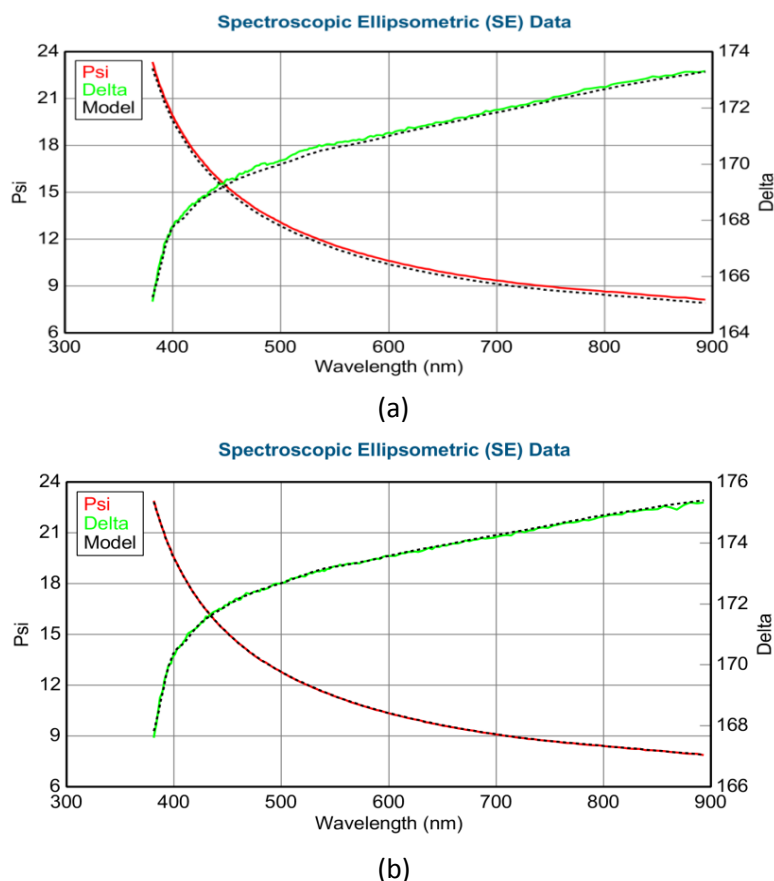 Spectroscopic Ellipsometric (SE) Data
24
21
18
15
12
9
6
Psi
Psi
Delta
Model
174
172
170
168
166
164
Delta
300 400 500 600 700 800 900
Wavelength (nm)
(a)
Spectroscopic Ellipsometric (SE) Data
24
21
18
15
12
9
6
Psi
Psi
Delta
Model
176
174
172
170
168
166
Delta
300 400 500 600 700 800 900
Wavelength (nm)
(b)